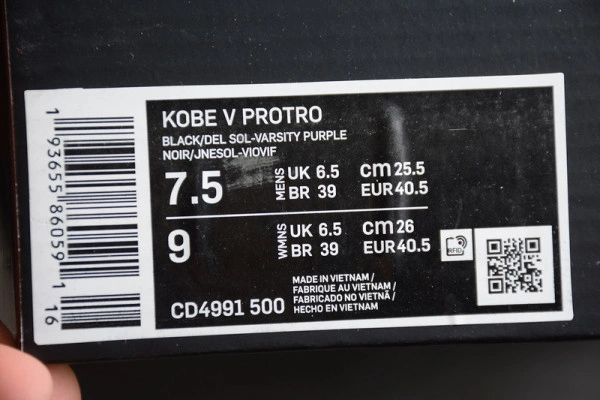 1 93655 86059 1 16
KOBE V PROTRO
BLACK/DEL SOL-VARSITY PURPLE
NOIR/JNESOL-VIOVIF
7.5 MENS UK 6.5 cm 25.5
BR 39 EUR 40.5
9 WMNS UK 6.5 cm 26
BR 39 EUR 40.5
RFID
CD4991 500
MADE IN VIETNAM /
FABRIQUE AU VIETNAM /
FABRICADO NO VIETNÃ /
HECHO EN VIETNAM